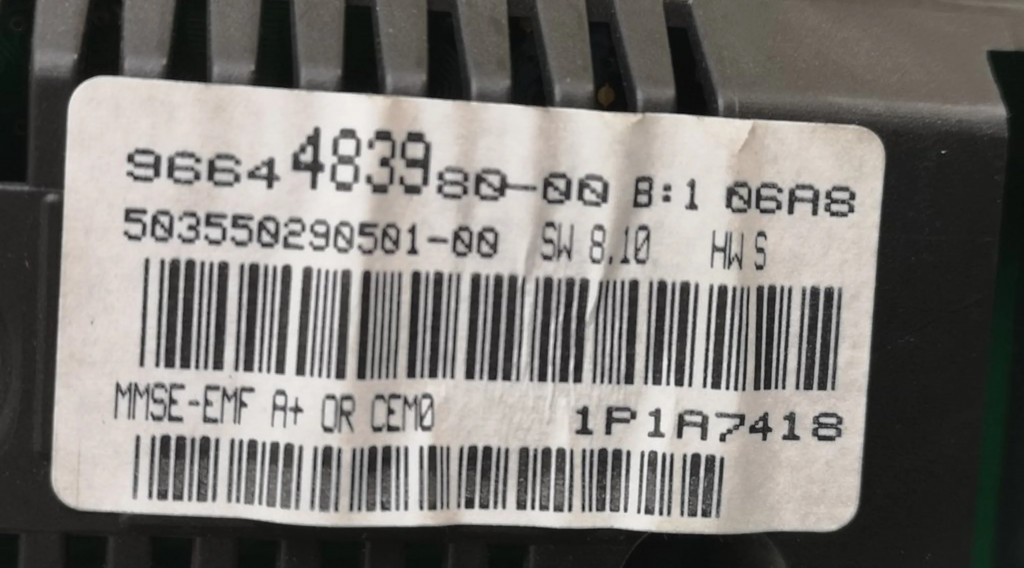 9664483980-00 B:1 06A8
503550290501-00 SW 8.10 HW S
MMSE-EMF A+ OR CEM0 1P1A7418